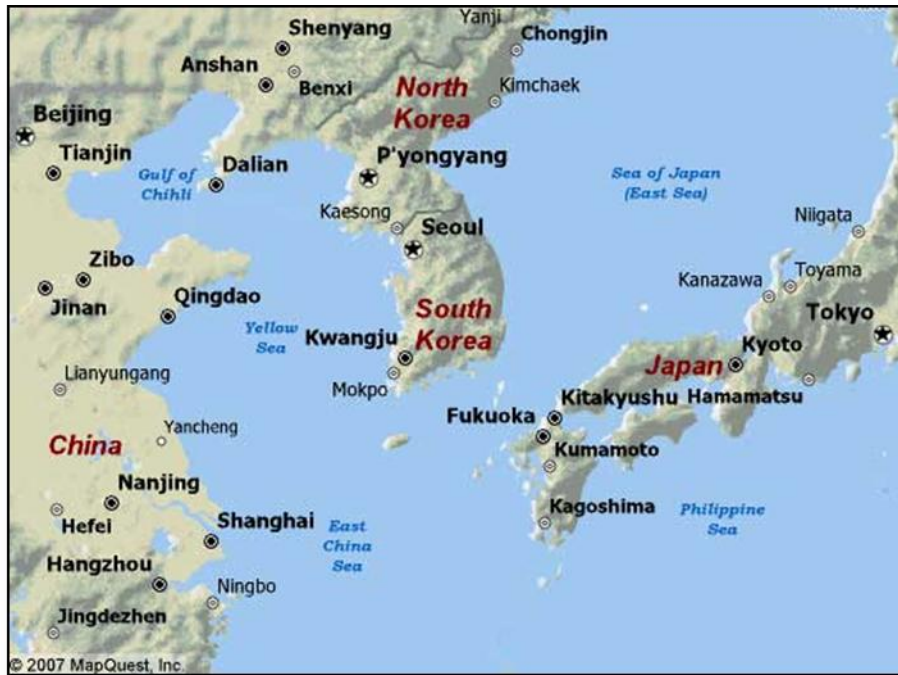 Yanji
Shenyang
Chongjin
Anshan
Benxi
North
Korea
Kimchaek
Beijing
Tianjin
Gulf of
Chihli
Dalian
P'yongyang
Sea of Japan
(East Sea)
Kaesong
Seoul
Niigata
Zibo
Jinan
Qingdao
Kanazawa
Toyama
Tokyo
South
Korea
Yellow
Sea
Kwangju
Mokpo
Kyoto
Japan
Hamamatsu
Lianyungang
Kitakyushu
Fukuoka
Yancheng
China
Kumamoto
Nanjing
Hefei
Kagoshima
Philippine
Sea
Shanghai
East
China
Sea
Hangzhou
Ningbo
Jingdezhen
© 2007 MapQuest, Inc.